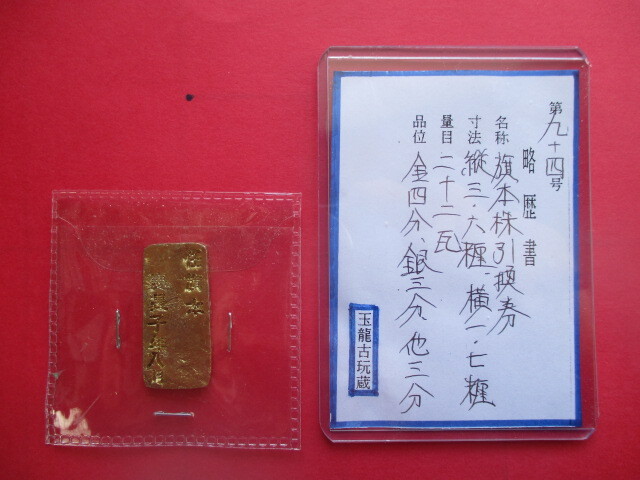 第九十四号
略歴書
名称 旗本株引換券
寸法 縦三・六糎、横一・七糎
量目 二十二瓦
品位 金四分、銀三分、他三分
玉龍古玩蔵